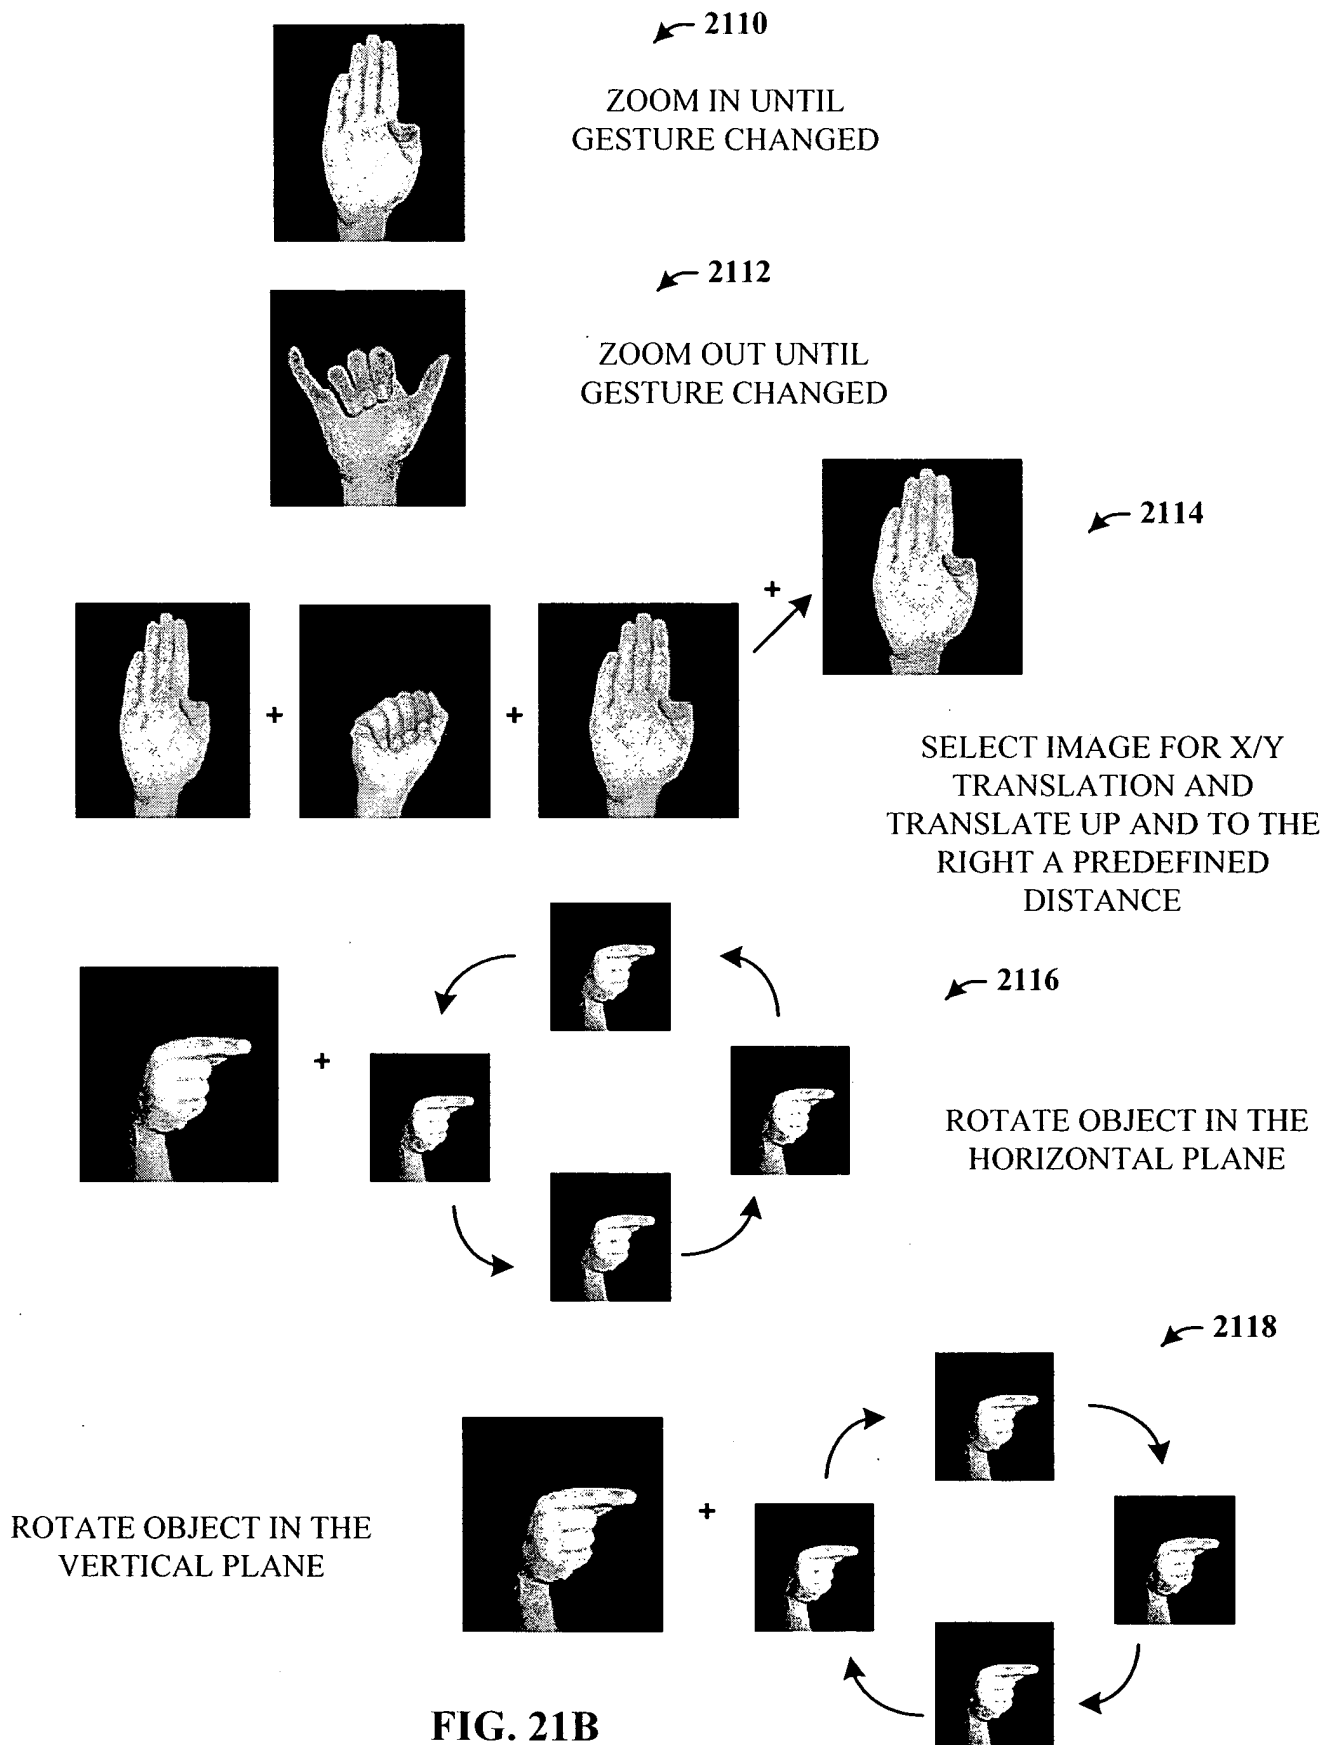 2110
ZOOM IN UNTIL
GESTURE CHANGED
2112
ZOOM OUT UNTIL
GESTURE CHANGED
2114
+
+
+
SELECT IMAGE FOR X/Y
TRANSLATION AND
TRANSLATE UP AND TO THE
RIGHT A PREDEFINED
DISTANCE
2116
+
ROTATE OBJECT IN THE
HORIZONTAL PLANE
2118
+
ROTATE OBJECT IN THE
VERTICAL PLANE
FIG. 21B